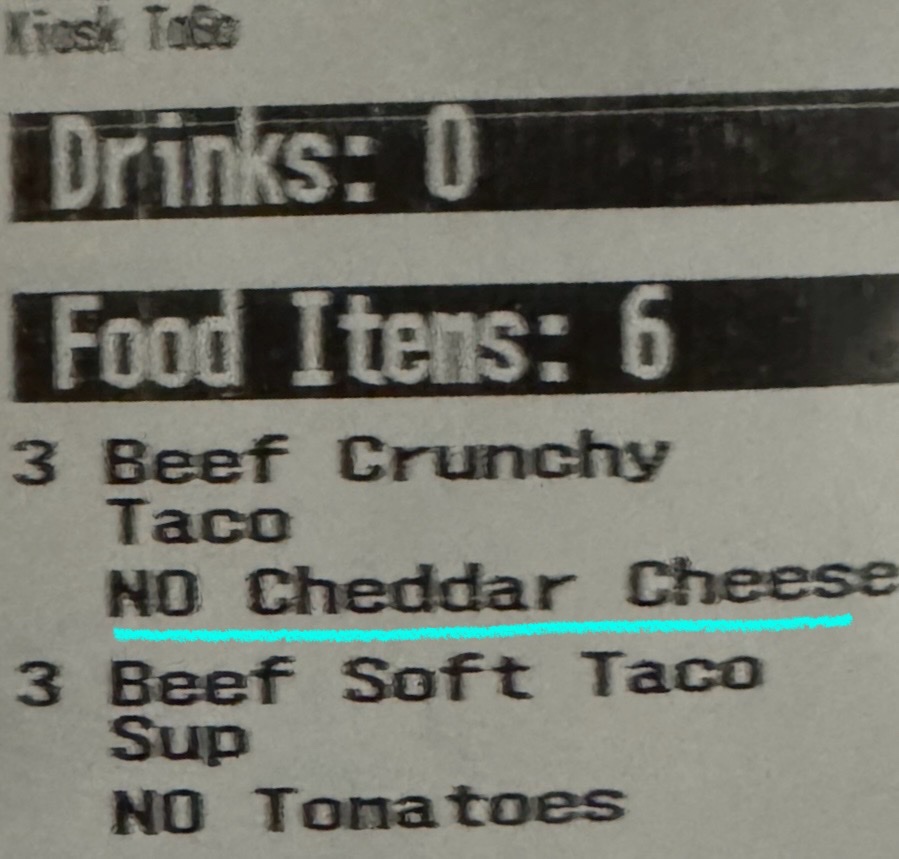 Kiosk ToGo
Drinks: 0
Food Items: 6
3 Beef Crunchy
Taco
NO Cheddar Cheese
3 Beef Soft Taco
Sup
NO Tomatoes